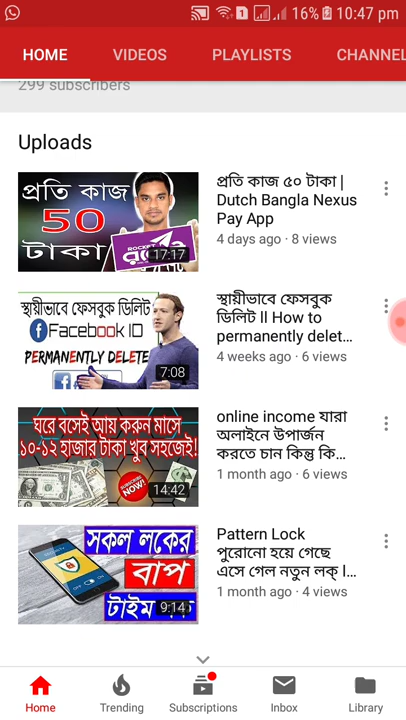 16% 10:47 pm
HOME VIDEOS PLAYLISTS CHANNEL
299 subscribers
Uploads
প্রতি কাজ
50
টাকা
17:17
প্রতি কাজ ৫০ টাকা |
Dutch Bangla Nexus
Pay App
4 days ago · 8 views
স্থায়ীভাবে ফেসবুক
ডিলিট
Facebook ID
PERMANENTLY DELETE
7:08
স্থায়ীভাবে ফেসবুক
ডিলিট ll How to
permanently delet...
4 weeks ago · 6 views
ঘরে বসেই আয় করুন মাসে
১০-১২ হাজার টাকা খুব সহজেই!
SUBSCRIBE
NOW!
14:42
online income যারা
অনলাইনে উপার্জন
করতে চান কিন্তু কি...
1 month ago · 6 views
সকল লকের
বাপ
টাইম
9:14
Pattern Lock
পুরোনো হয়ে গেছে
এসে গেল নতুন লক্ l...
1 month ago · 4 views
Home Trending Subscriptions Inbox Library